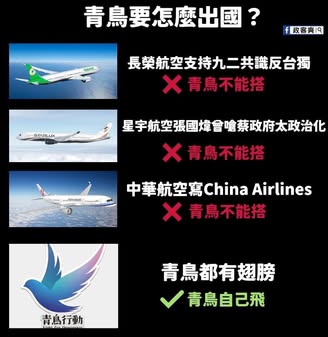 青鳥要怎麼出國？
政客爽
長榮航空支持九二共識反台獨
青鳥不能搭
星宇航空張國煒曾嗆蔡政府太政治化
青鳥不能搭
中華航空寫China Airlines
青鳥不能搭
青鳥都有翅膀
青鳥自己飛
青鳥行動